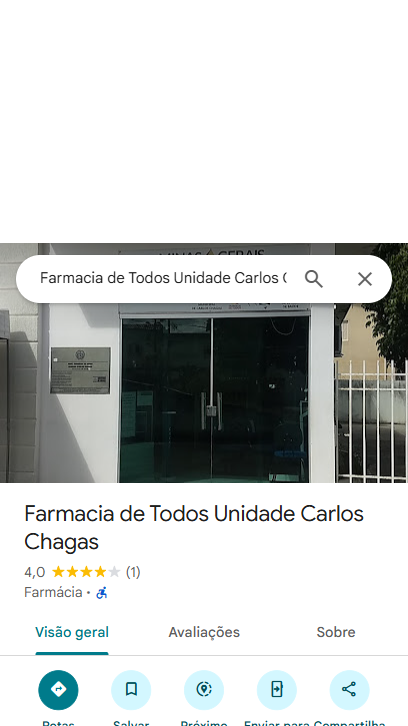 MINAS GERAIS
Farmacia de Todos Unidade Carlos
Farmacia de Todos Unidade Carlos
Chagas
4,0 (1)
Farmácia •
Visão geral Avaliações Sobre
Rotas Salvar Próximo Enviar para Compartilha